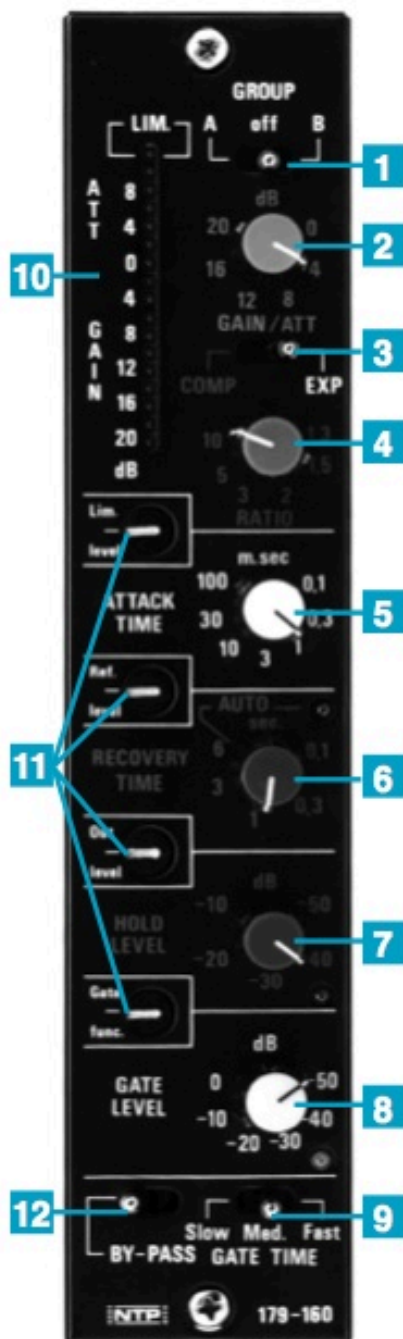 GROUP
A off B
1
LIM.
ATT
GAIN
8
4
0
4
8
12
16
20
dB
10
dB
20 0
16 4
12 8
GAIN/ATT
2
3
COMP EXP
10 1,3
5 1,5
3 2
RATIO
4
Lim.
level
m.sec
100 0,1
30 0,3
10 3 1
ATTACK
TIME
5
Ref.
level
11
AUTO
sec.
6 0,1
3 0,3
1
RECOVERY
TIME
6
Out
level
dB
-10 -50
-20 -40
-30
HOLD
LEVEL
7
Gate
func.
dB
0 -50
-10 -40
-20 -30
GATE
LEVEL
8
12
BY-PASS
Slow Med. Fast
GATE TIME
9
NTP 179-160